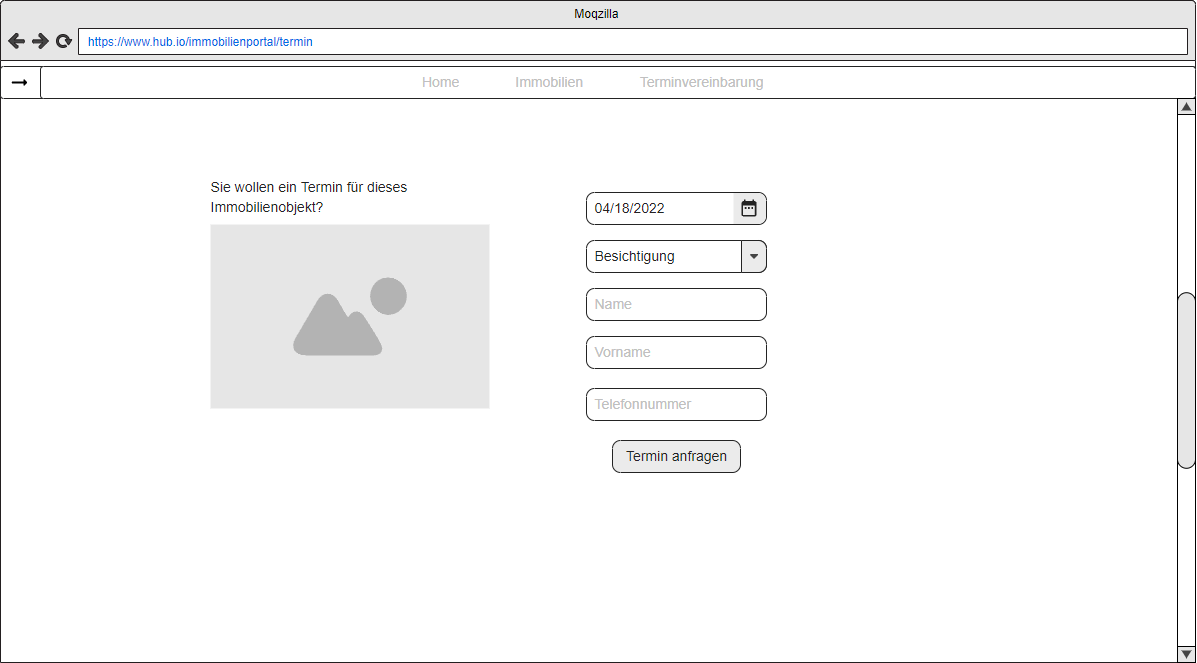 Moqzilla
https://www.hub.io/immobilienportal/termin
Home Immobilien Terminvereinbarung
Sie wollen ein Termin für dieses
Immobilienobjekt?
04/18/2022
Besichtigung
Name
Vorname
Telefonnummer
Termin anfragen